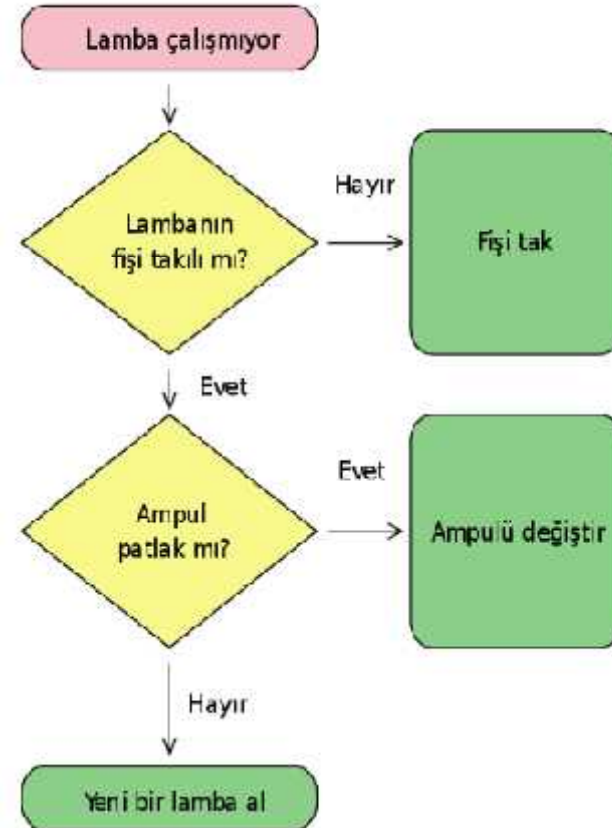 Lamba çalışmıyor
Hayır
Lambanın
fişi takılı mı?
Fişi tak
Evet
Evet
Ampul
patlak mı?
Ampulü değiştir
Hayır
Yeni bir lamba al